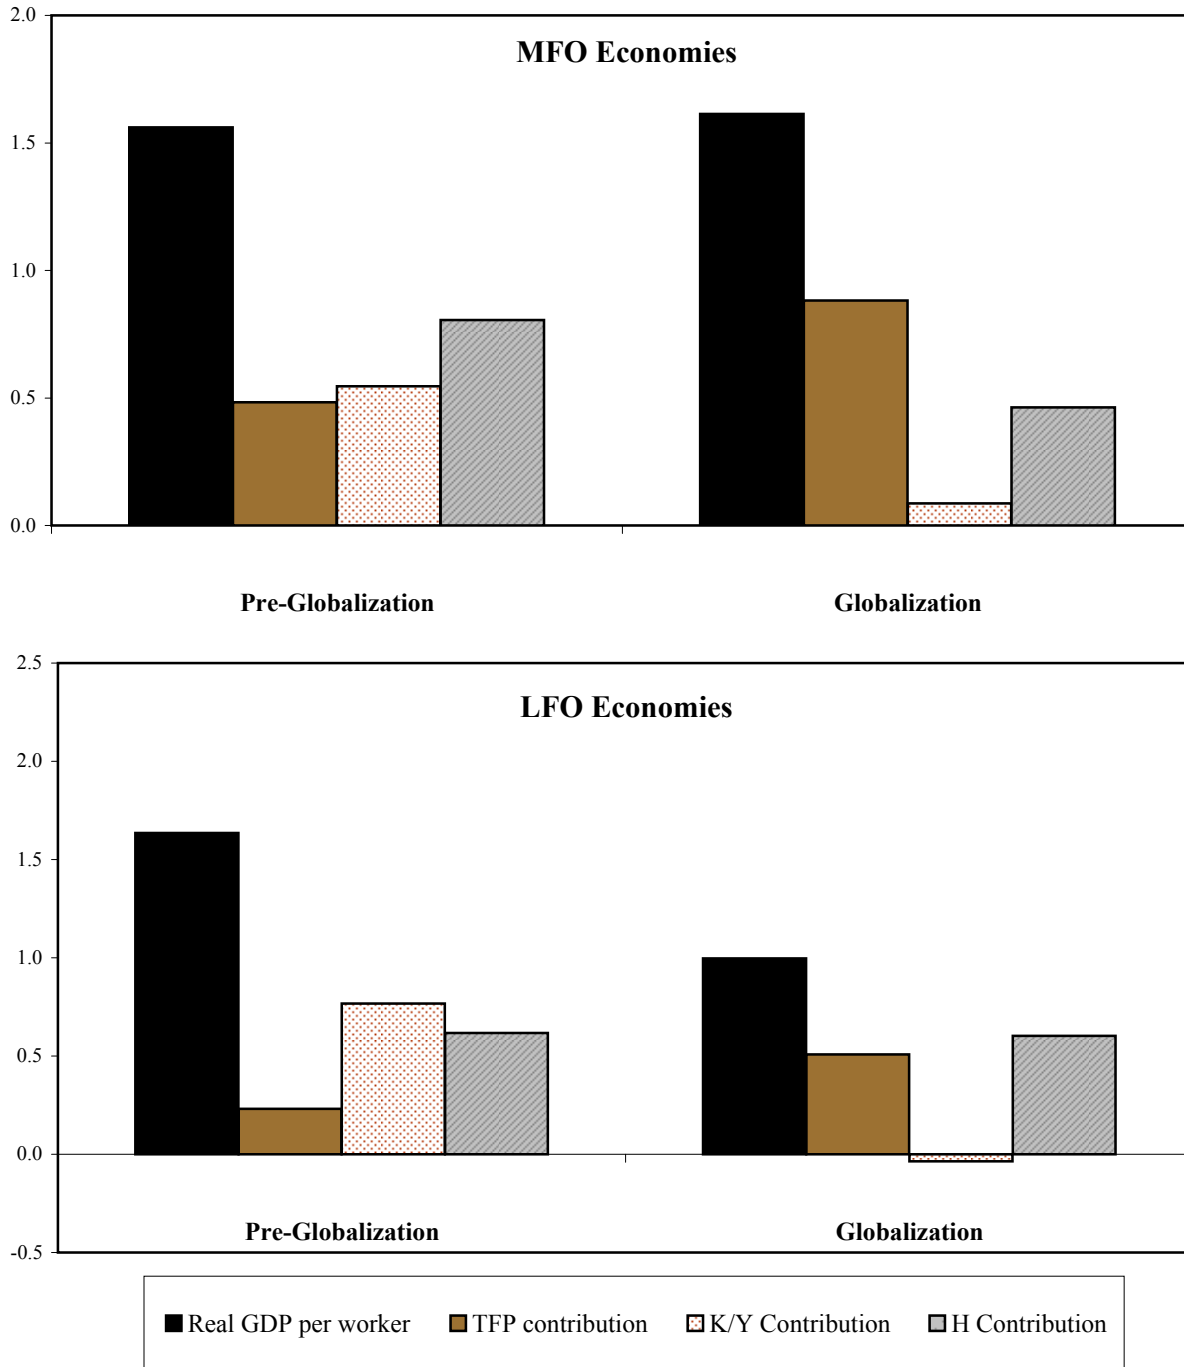 2.0
MFO Economies
1.5
1.0
0.5
0.0
Pre-Globalization Globalization
2.5
LFO Economies
2.0
1.5
1.0
0.5
0.0
Pre-Globalization Globalization
-0.5
Real GDP per worker TFP contribution K/Y Contribution H Contribution